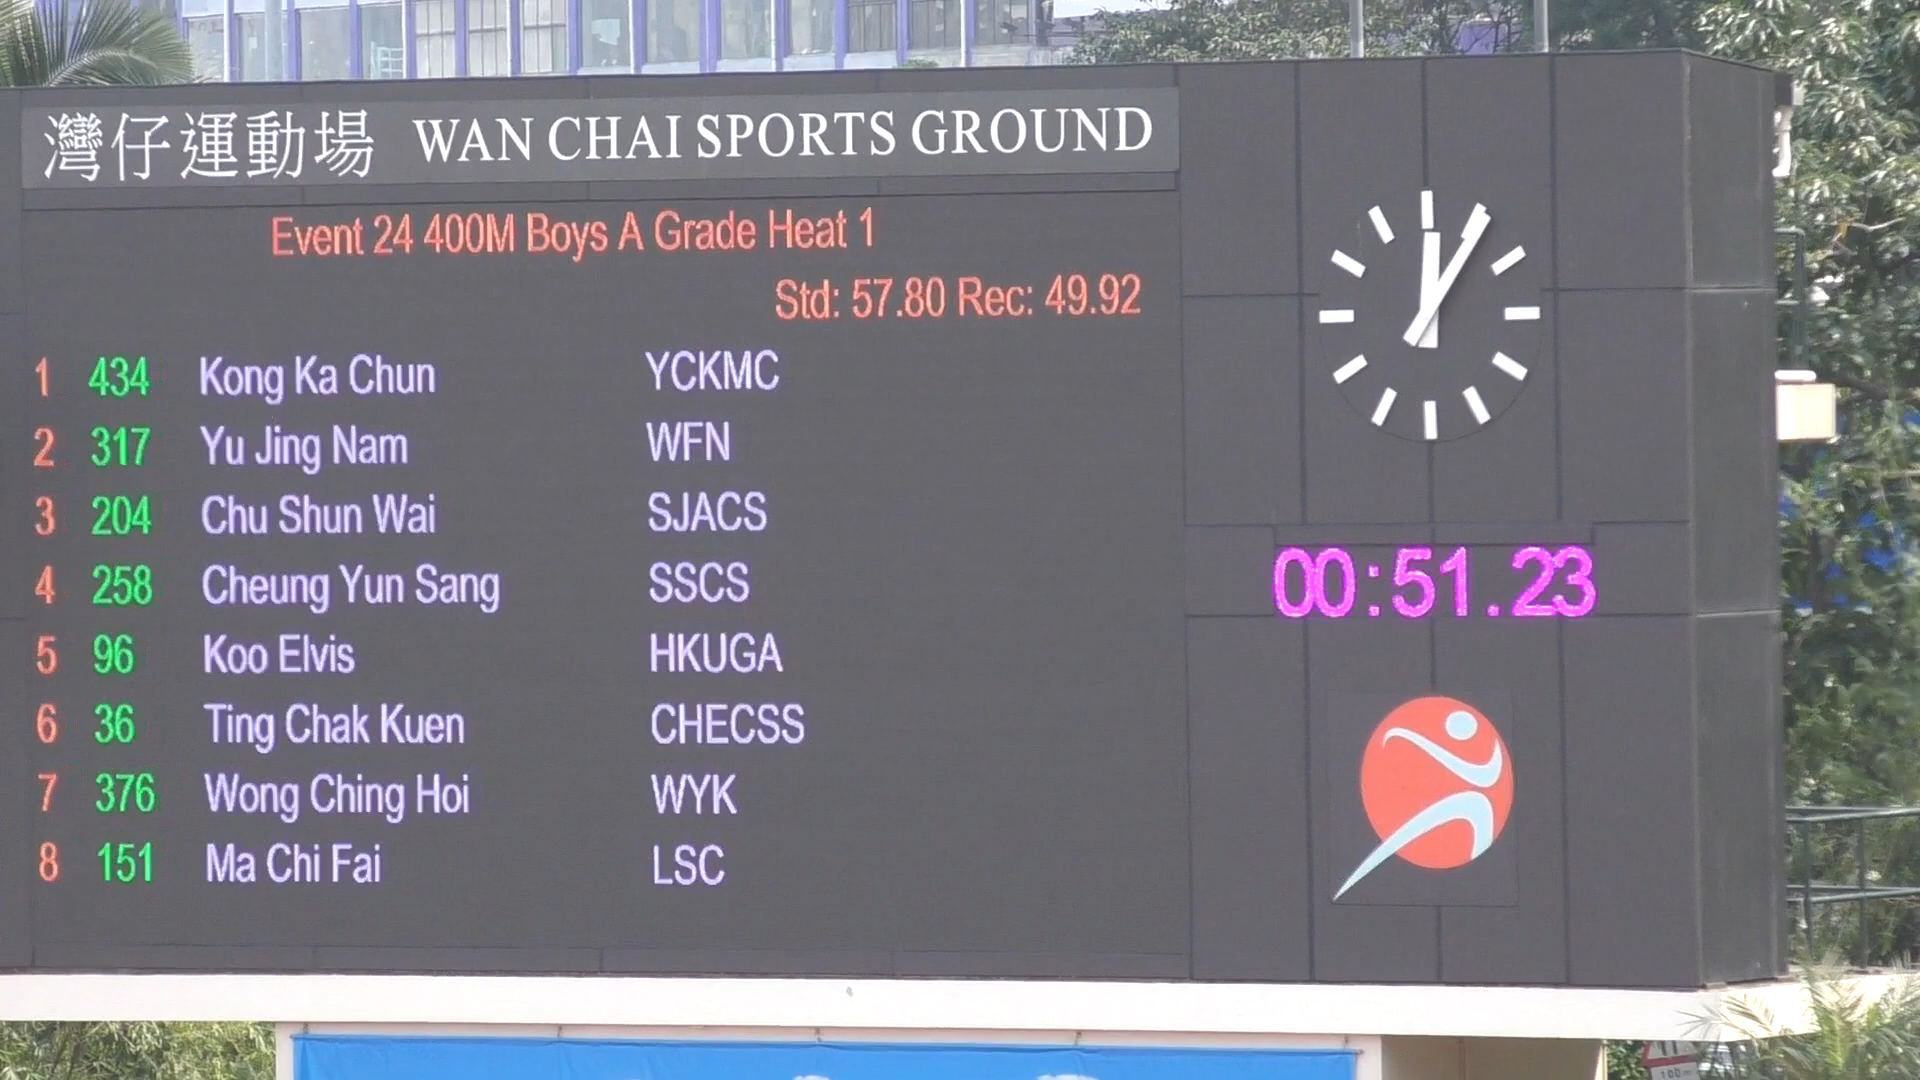 灣仔運動場 WAN CHAI SPORTS GROUND
Event 24 400M Boys A Grade Heat 1
Std: 57.80 Rec: 49.92
1 434 Kong Ka Chun YCKMC
2 317 Yu Jing Nam WFN
3 204 Chu Shun Wai SJACS
4 258 Cheung Yun Sang SSCS
5 96 Koo Elvis HKUGA
6 36 Ting Chak Kuen CHECSS
7 376 Wong Ching Hoi WYK
8 151 Ma Chi Fai LSC
00:51.23